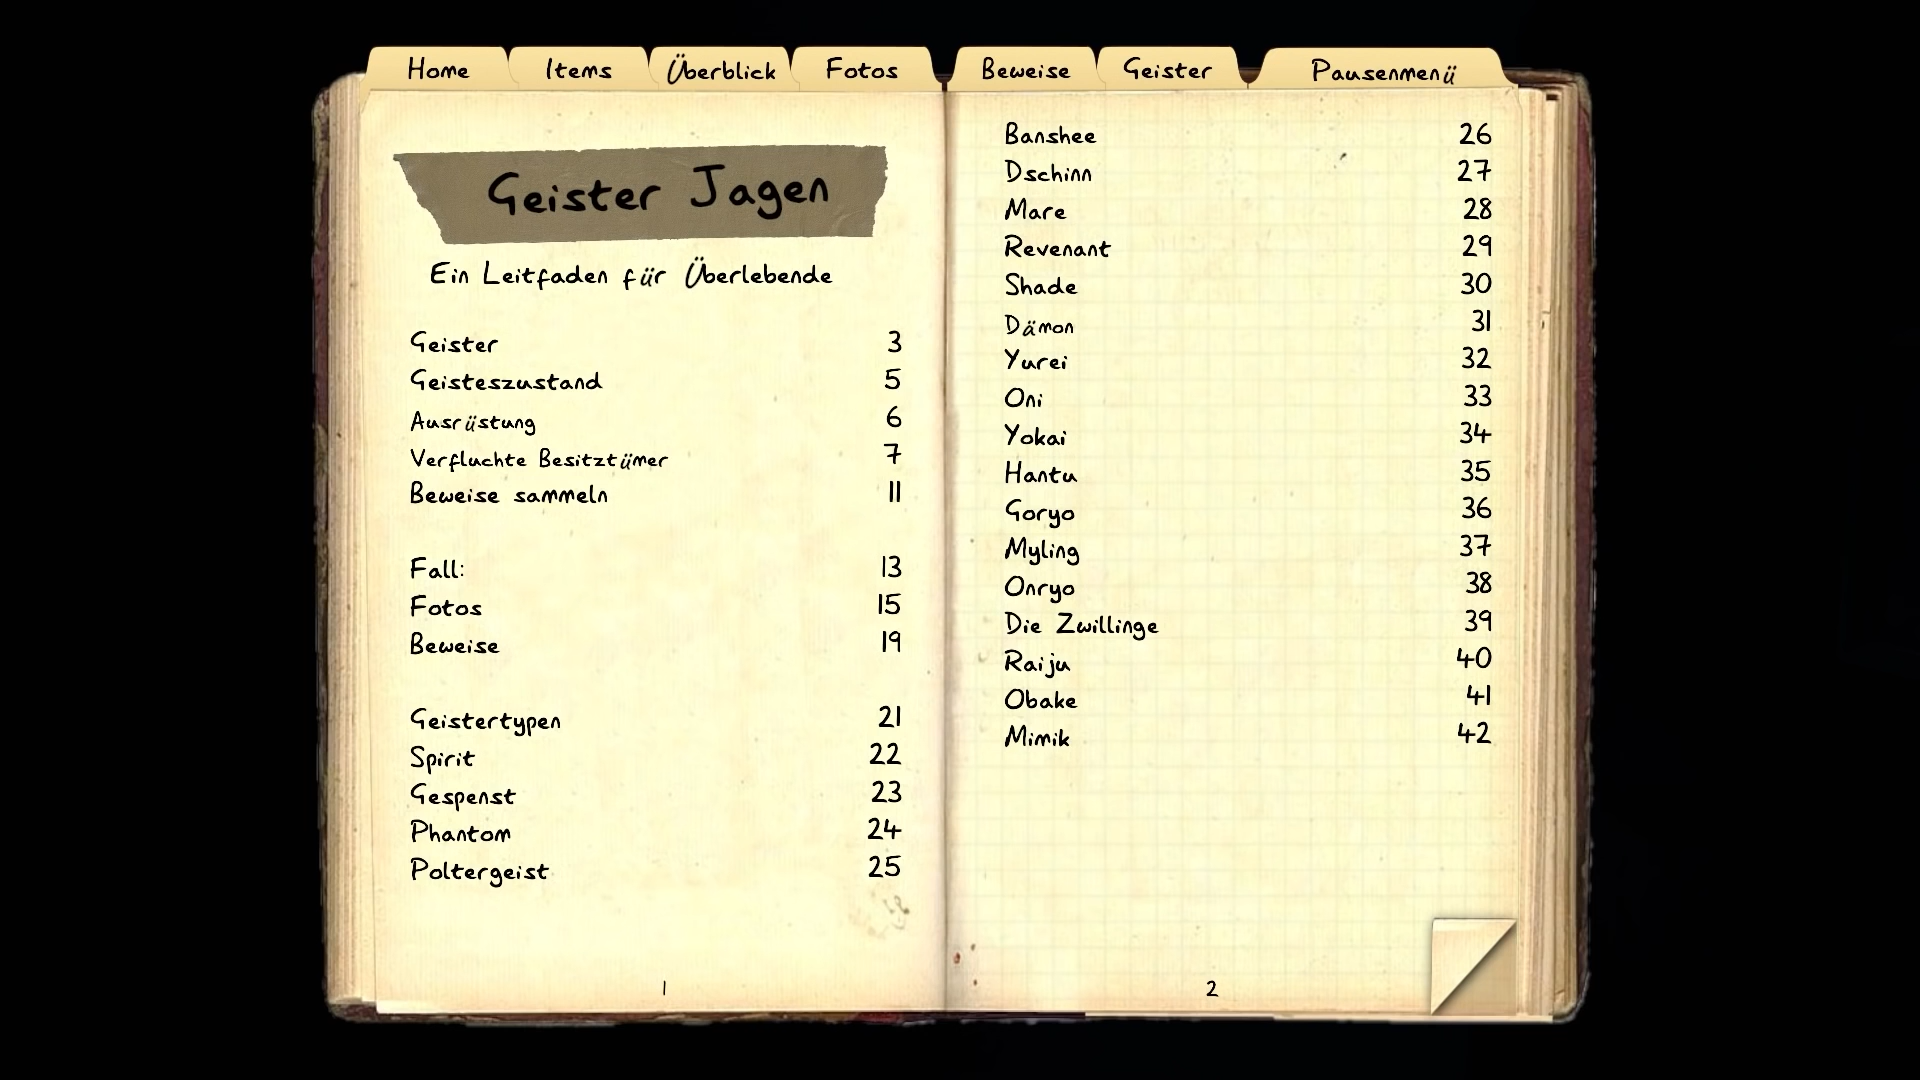 Home Items Überblick Fotos Beweise Geister Pausenmenü
Geister Jagen
Ein Leitfaden für Überlebende
Geister 3
Geisteszustand 5
Ausrüstung 6
Verfluchte Besitztümer 7
Beweise sammeln 11
Fall: 13
Fotos 15
Beweise 19
Geistertypen 21
Spirit 22
Gespenst 23
Phantom 24
Poltergeist 25
1
Banshee 26
Dschinn 27
Mare 28
Revenant 29
Shade 30
Dämon 31
Yurei 32
Oni 33
Yokai 34
Hantu 35
Goryo 36
Myling 37
Onryo 38
Die Zwillinge 39
Raiju 40
Obake 41
Mimik 42
2